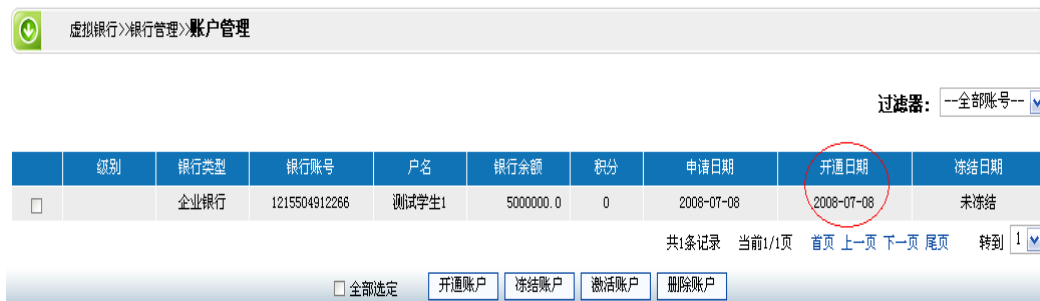 虚拟银行>>银行管理>>账户管理
过滤器： --全部账号--
级别 银行类型 银行账号 户名 银行余额 积分 申请日期 开通日期 冻结日期
企业银行 1215504912266 测试学生1 5000000.0 0 2008-07-08 2008-07-08 未冻结
共1条记录 当前1/1页 首页 上一页 下一页 尾页 转到 1
全部选定 开通账户 冻结账户 激活账户 删除账户